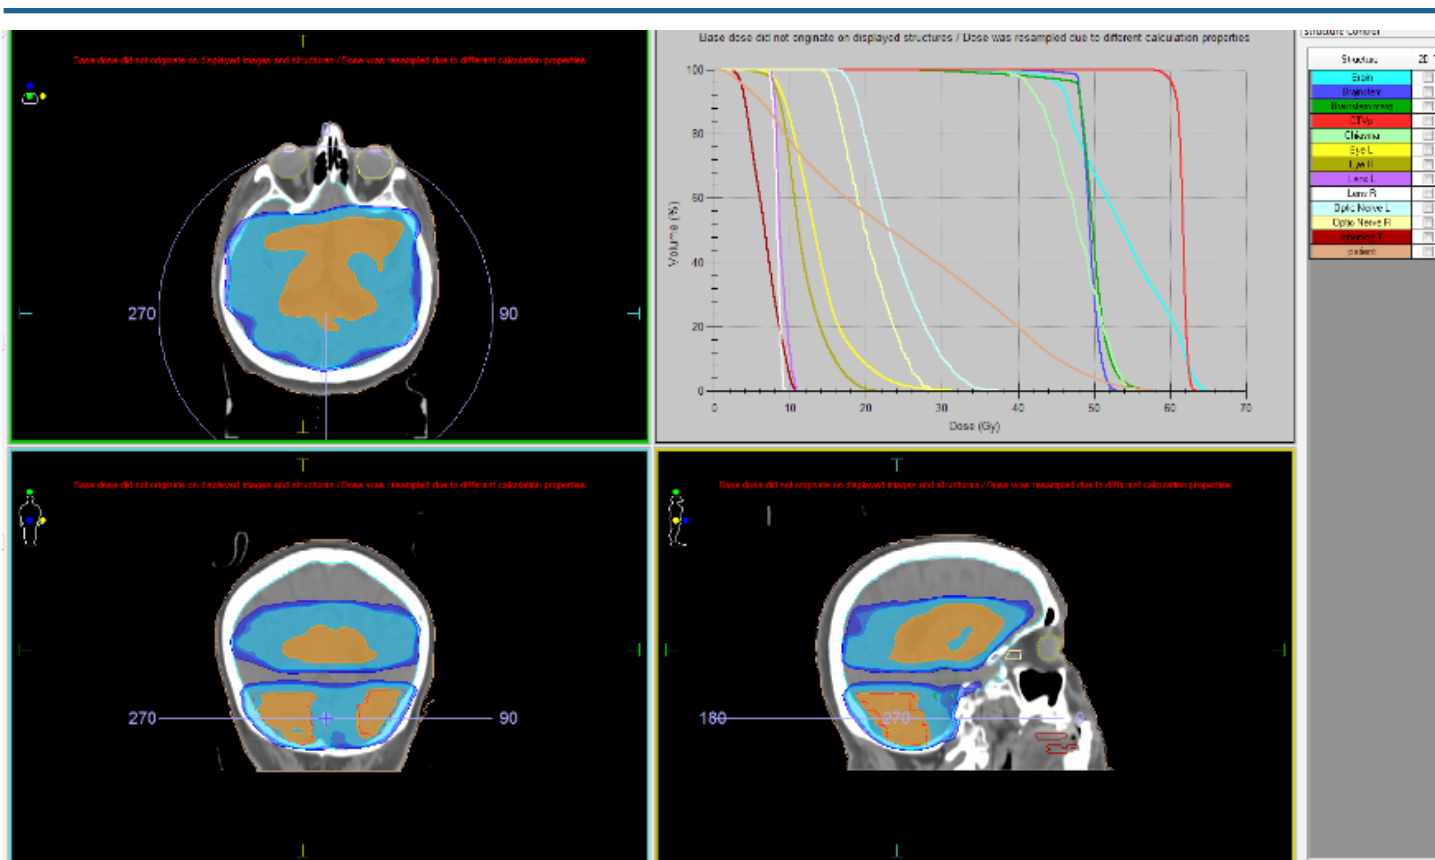 Base dose did not originate on displayed images and structures / Dose was resampled due to different calculation properties
270
90
Base dose did not originate on displayed structures / Dose was resampled due to different calculation properties
Volume (%)
100
80
60
40
20
0
0 10 20 30 40 50 60 70
Dose (Gy)
Structure Control
Structure 2D
Brain
Brainstem
CTVp
Chiasma
Eye L
Eye R
Lens L
Lens R
Optic Nerve L
Optic Nerve R
patient
Base dose did not originate on displayed images and structures / Dose was resampled due to different calculation properties
270
90
Base dose did not originate on displayed images and structures / Dose was resampled due to different calculation properties
180
270
0